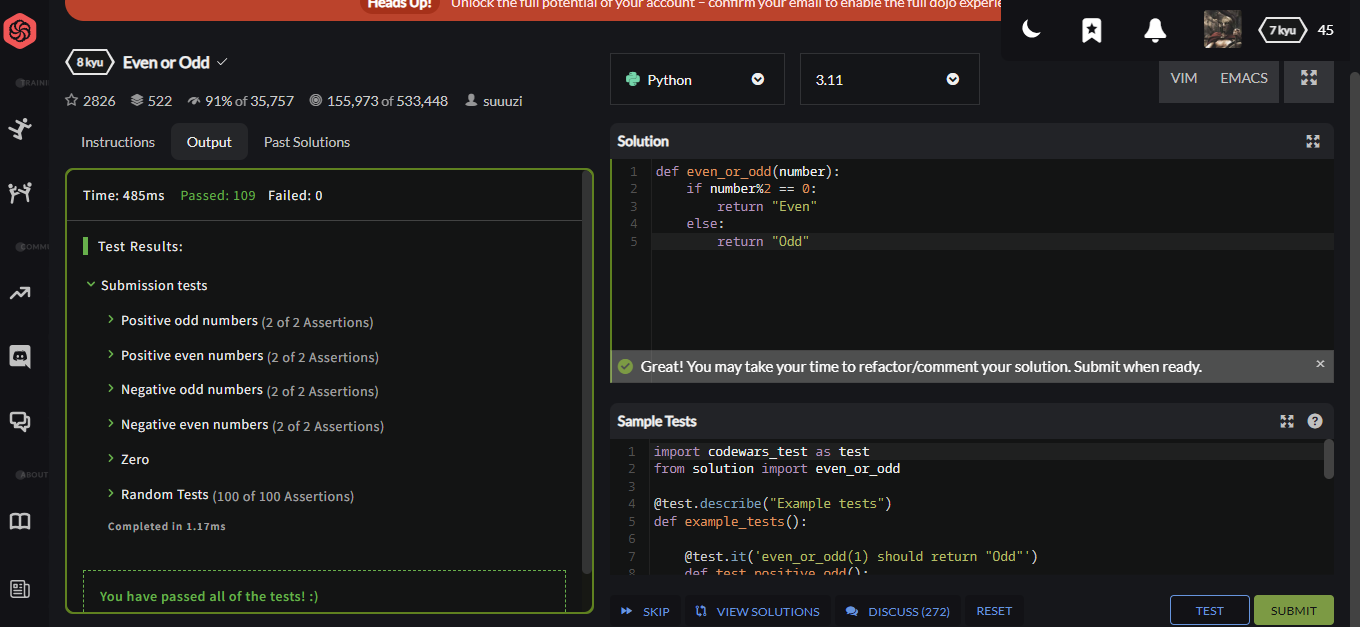 Heads Up! Unlock the full potential of your account – confirm your email to enable the full dojo experie
7 kyu 45
8 kyu Even or Odd
2826 522 91% of 35,757 155,973 of 533,448 suuuzi
Python
3.11
VIM EMACS
TRAINI
COMMU
ABOUT
Instructions Output Past Solutions
Time: 485ms Passed: 109 Failed: 0
Test Results:
Submission tests
Positive odd numbers (2 of 2 Assertions)
Positive even numbers (2 of 2 Assertions)
Negative odd numbers (2 of 2 Assertions)
Negative even numbers (2 of 2 Assertions)
Zero
Random Tests (100 of 100 Assertions)
Completed in 1.17ms
You have passed all of the tests! :)
Solution
1 def even_or_odd(number):
2 if number%2 == 0:
3 return "Even"
4 else:
5 return "Odd"
Great! You may take your time to refactor/comment your solution. Submit when ready.
Sample Tests
1 import codewars_test as test
2 from solution import even_or_odd
3
4 @test.describe("Example tests")
5 def example_tests():
6
7 @test.it('even_or_odd(1) should return "Odd"')
8 def test_positive_odd():
SKIP VIEW SOLUTIONS DISCUSS (272) RESET TEST SUBMIT